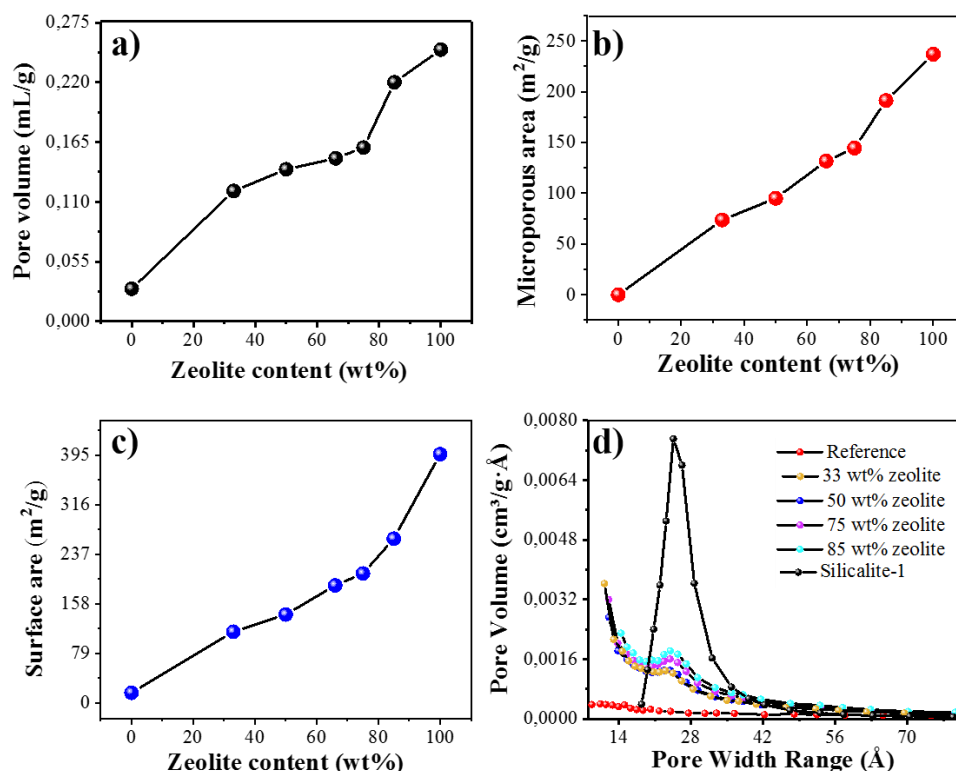 a)
Pore volume (mL/g)
0,275
0,220
0,165
0,110
0,055
0,000
0 20 40 60 80 100
Zeolite content (wt%)
b)
Microporous area (m²/g)
250
200
150
100
50
0
0 20 40 60 80 100
Zeolite content (wt%)
c)
Surface are (m²/g)
395
316
237
158
79
0
0 20 40 60 80 100
Zeolite content (wt%)
d)
Pore Volume (cm³/g·Å)
0,0080
0,0064
0,0048
0,0032
0,0016
0,0000
Reference
33 wt% zeolite
50 wt% zeolite
75 wt% zeolite
85 wt% zeolite
Silicalite-1
14 28 42 56 70
Pore Width Range (Å)